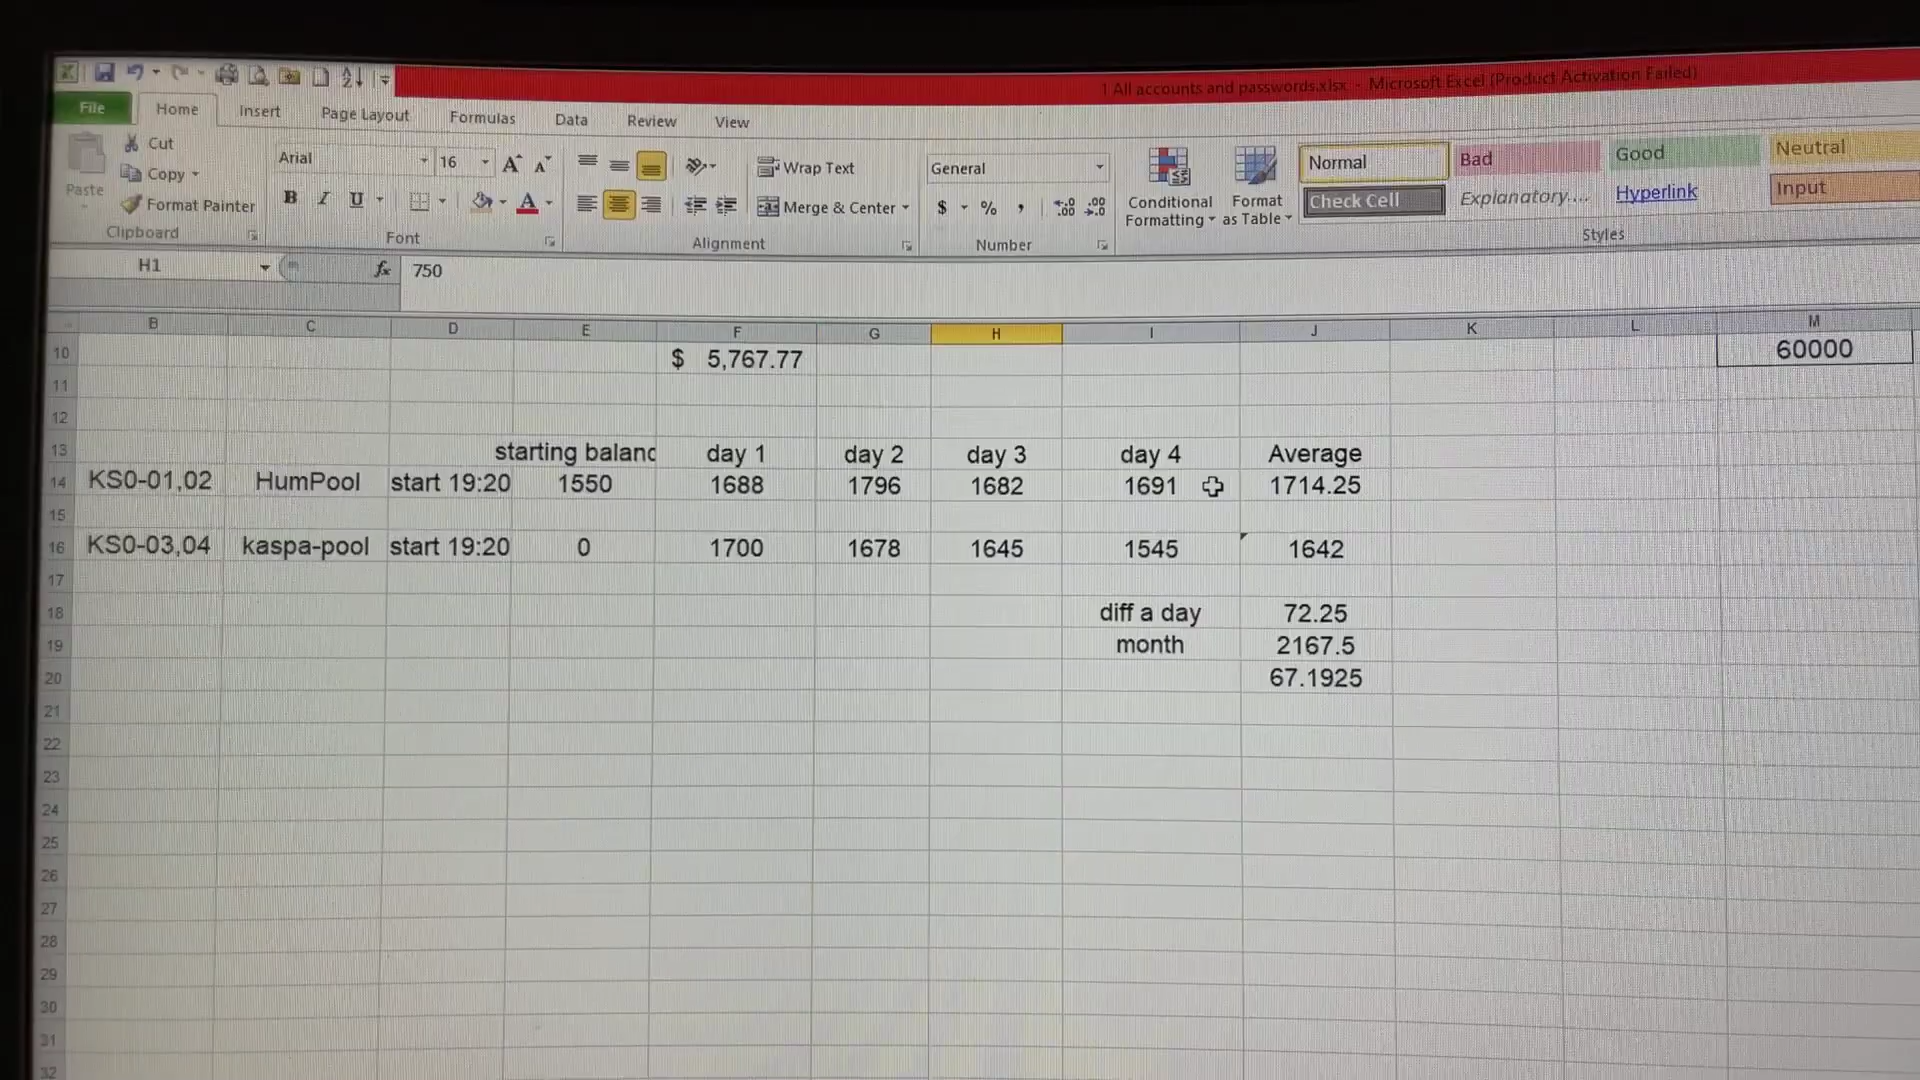 1 All accounts and passwords.xlsx - Microsoft Excel (Product Activation Failed)
File Home Insert Page Layout Formulas Data Review View
Paste
Cut
Copy
Format Painter
Clipboard
Arial 16
B I U
Font
Wrap Text
Merge & Center
Alignment
General
$ % ,
Number
Conditional Formatting
Format as Table
Normal Bad Good Neutral
Check Cell Explanatory.... Hyperlink Input
Styles
H1 fx 750
B C D E F G H I J K L M
10 $ 5,767.77 60000
11
12
13 starting balanc day 1 day 2 day 3 day 4 Average
14 KS0-01,02 HumPool start 19:20 1550 1688 1796 1682 1691 1714.25
15
16 KS0-03,04 kaspa-pool start 19:20 0 1700 1678 1645 1545 1642
17
18 diff a day 72.25
19 month 2167.5
20 67.1925
21
22
23
24
25
26
27
28
29
30
31
32